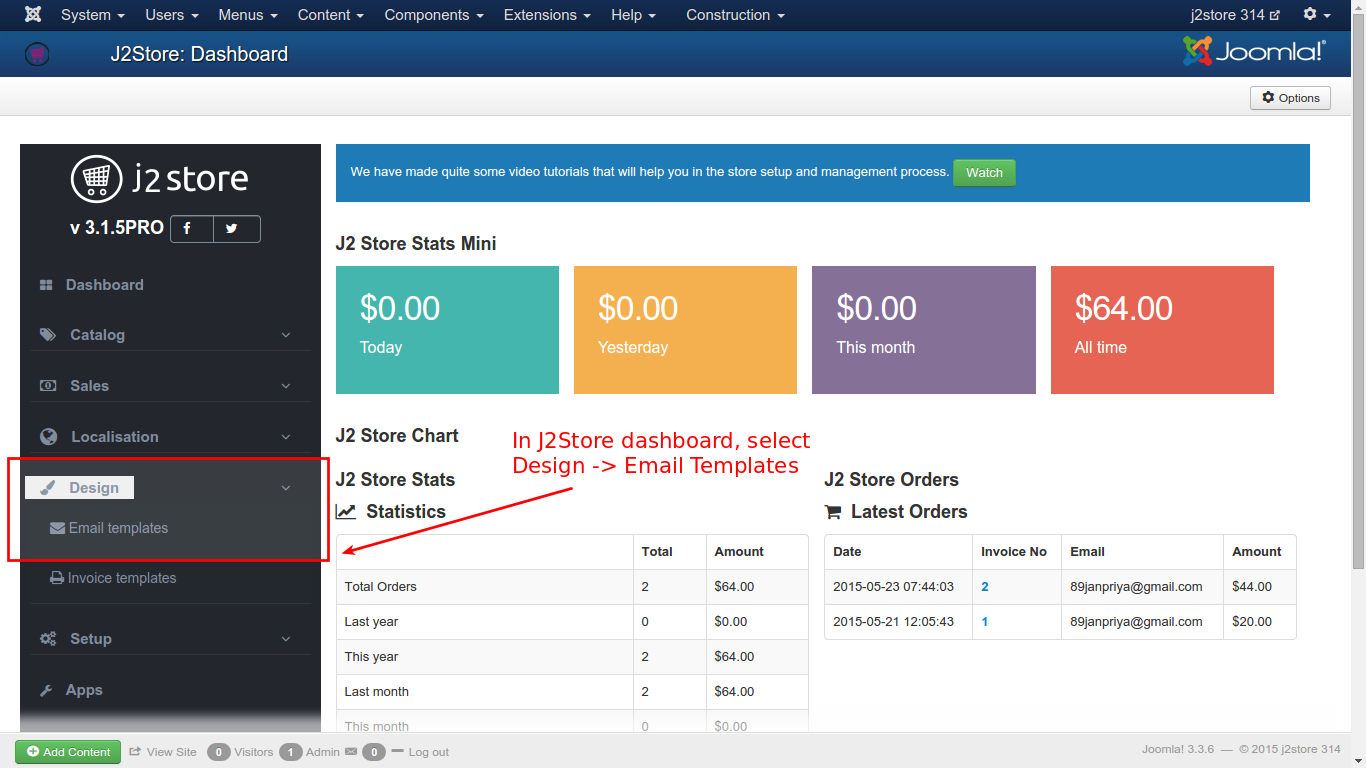 System Users Menus Content Components Extensions Help Construction j2store 314
J2Store: Dashboard Joomla!®
Options
j2store
v 3.1.5PRO
Dashboard
Catalog
Sales
Localisation
Design
Email templates
Invoice templates
Setup
Apps
We have made quite some video tutorials that will help you in the store setup and management process. Watch
J2 Store Stats Mini
$0.00 $0.00 $0.00 $64.00
Today Yesterday This month All time
J2 Store Chart
In J2Store dashboard, select
Design -> Email Templates
J2 Store Stats
Statistics
Total Amount
Total Orders 2 $64.00
Last year 0 $0.00
This year 2 $64.00
Last month 2 $64.00
This month 0 $0.00
J2 Store Orders
Latest Orders
Date Invoice No Email Amount
2015-05-23 07:44:03 2 89janpriya@gmail.com $44.00
2015-05-21 12:05:43 1 89janpriya@gmail.com $20.00
Add Content View Site 0 Visitors 1 Admin 0 Log out Joomla! 3.3.6 — © 2015 j2store 314